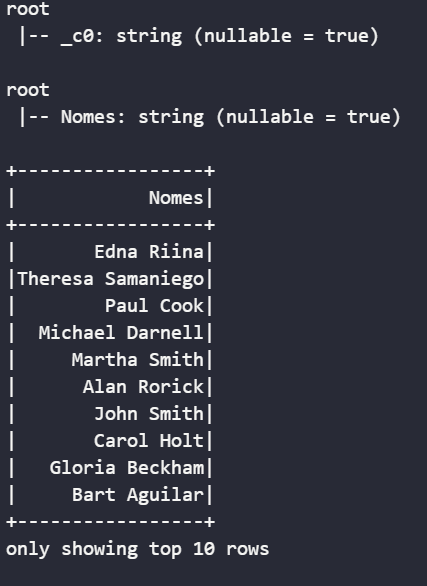 root
 |-- _c0: string (nullable = true)

root
 |-- Nomes: string (nullable = true)

+-----------------+
|            Nomes|
+-----------------+
|       Edna Riina|
|Theresa Samaniego|
|        Paul Cook|
|  Michael Darnell|
|     Martha Smith|
|      Alan Rorick|
|       John Smith|
|       Carol Holt|
|   Gloria Beckham|
|     Bart Aguilar|
+-----------------+
only showing top 10 rows